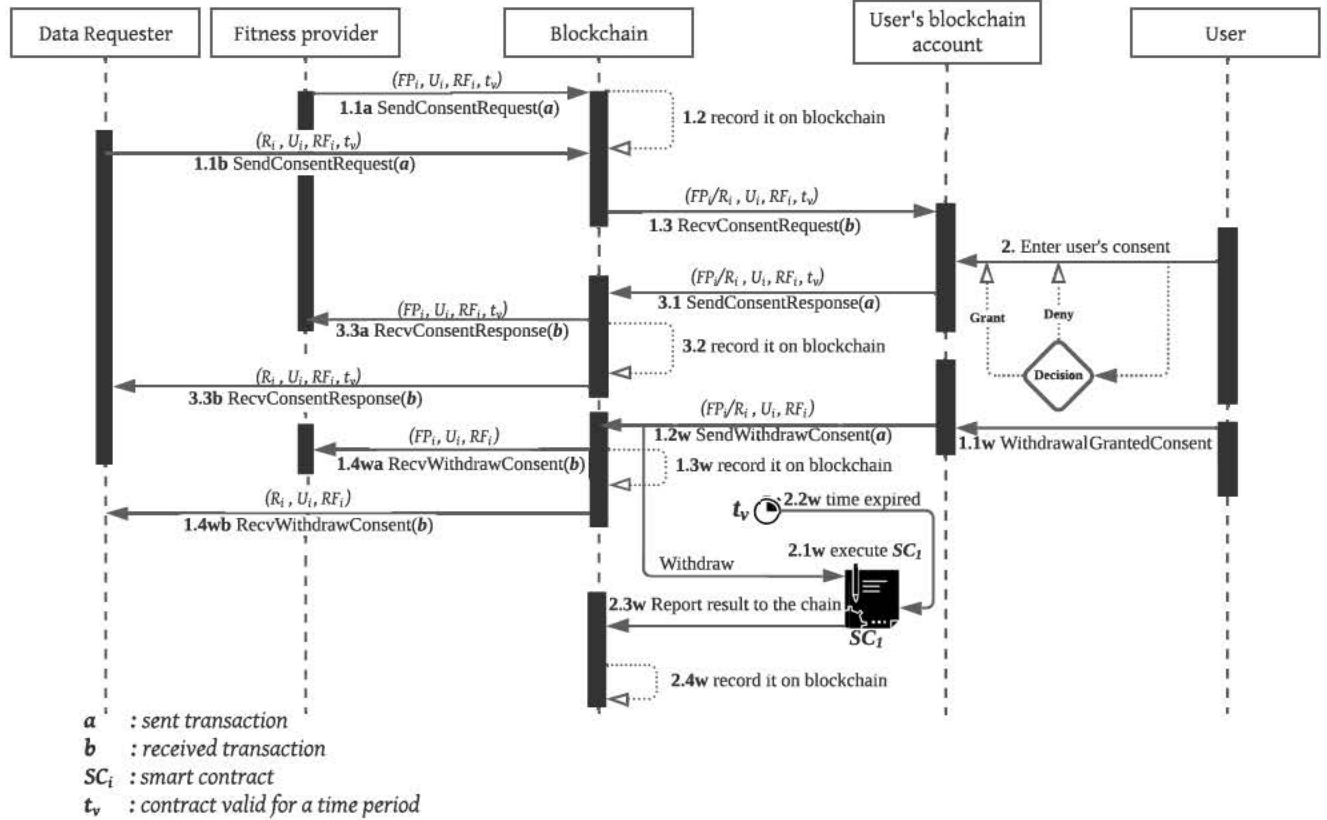 Data Requester
Fitness provider
Blockchain
User's blockchain
account
User
(FPᵢ, Uᵢ, RFᵢ, tᵥ)
1.1a SendConsentRequest(a)
1.2 record it on blockchain
(Rᵢ , Uᵢ, RFᵢ, tᵥ)
1.1b SendConsentRequest(a)
(FPᵢ/Rᵢ , Uᵢ, RFᵢ, tᵥ)
1.3 RecvConsentRequest(b)
2. Enter user's consent
(FPᵢ/Rᵢ , Uᵢ, RFᵢ, tᵥ)
3.1 SendConsentResponse(a)
Grant
Deny
Decision
(FPᵢ, Uᵢ, RFᵢ, tᵥ)
3.3a RecvConsentResponse(b)
3.2 record it on blockchain
(Rᵢ , Uᵢ, RFᵢ, tᵥ)
3.3b RecvConsentResponse(b)
(FPᵢ/Rᵢ , Uᵢ, RFᵢ)
1.2w SendWithdrawConsent(a)
1.1w WithdrawalGrantedConsent
(FPᵢ, Uᵢ, RFᵢ)
1.4wa RecvWithdrawConsent(b)
1.3w record it on blockchain
(Rᵢ , Uᵢ, RFᵢ)
1.4wb RecvWithdrawConsent(b)
tᵥ
2.2w time expired
2.1w execute SC₁
Withdraw
2.3w Report result to the chain
SC₁
2.4w record it on blockchain
a : sent transaction
b : received transaction
SCᵢ : smart contract
tᵥ : contract valid for a time period